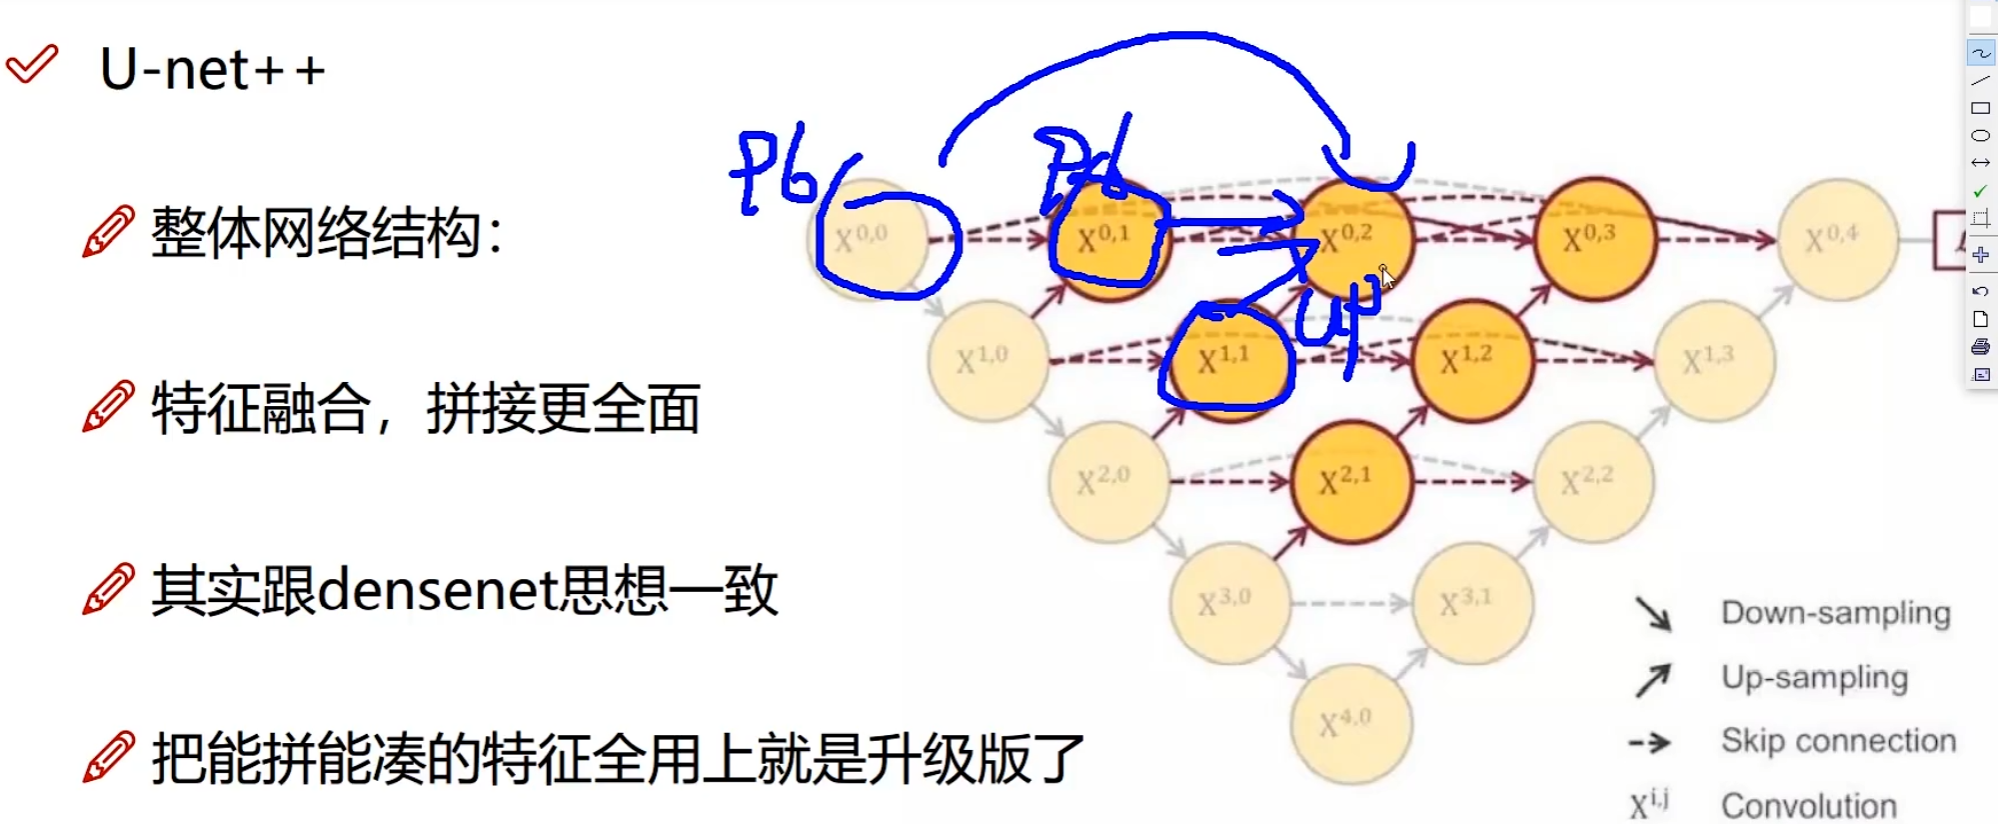 U-net++
整体网络结构：
特征融合，拼接更全面
其实跟densenet思想一致
把能拼能凑的特征全用上就是升级版了
P6
X0,0
X0,1
X0,2
X0,3
X0,4
up
X1,0
X1,1
X1,2
X1,3
X2,0
X2,1
X2,2
X3,0
X3,1
X4,0
Down-sampling
Up-sampling
Skip connection
Xi,j Convolution